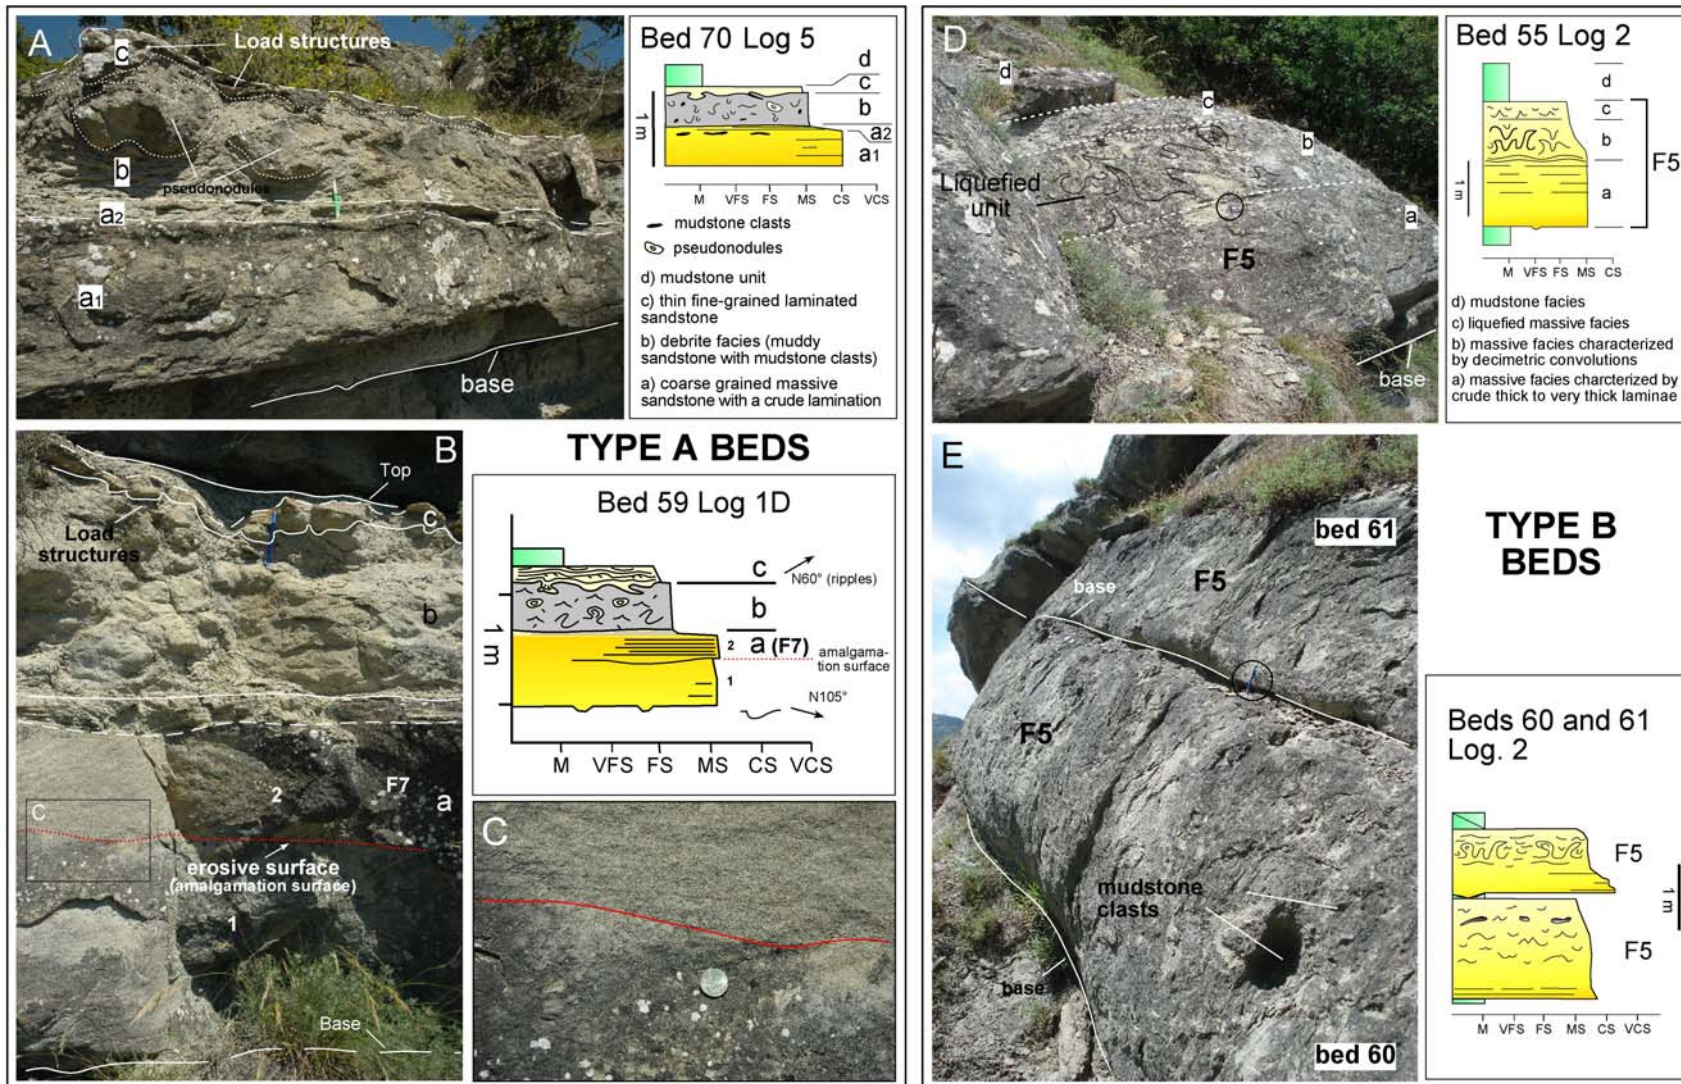 A
c
Load structures
b
pseudonodules
a2
a1
base
Bed 70 Log 5
d
c
b
a2
a1
1 m
M VFS FS MS CS VCS
mudstone clasts
pseudonodules
d) mudstone unit
c) thin fine-grained laminated
sandstone
b) debrite facies (muddy
sandstone with mudstone clasts)
a) coarse grained massive
sandstone with a crude lamination
B
Top
Load
structures
c
b
F7
a
2
C
erosive surface
(amalgamation surface)
1
Base
TYPE A BEDS
Bed 59 Log 1D
c
N60° (ripples)
b
2
a (F7)
amalgama-
tion surface
1
N105°
1 m
M VFS FS MS CS VCS
C
D
d
c
b
a
Liquefied
unit
F5
base
Bed 55 Log 2
d
c
b
a
F5
1 m
M VFS FS MS CS
d) mudstone facies
c) liquefied massive facies
b) massive facies characterized
by decimetric convolutions
a) massive facies charcterized by
crude thick to very thick laminae
E
bed 61
F5
base
F5
mudstone
clasts
base
bed 60
TYPE B
BEDS
Beds 60 and 61
Log. 2
F5
1 m
F5
M VFS FS MS CS VCS